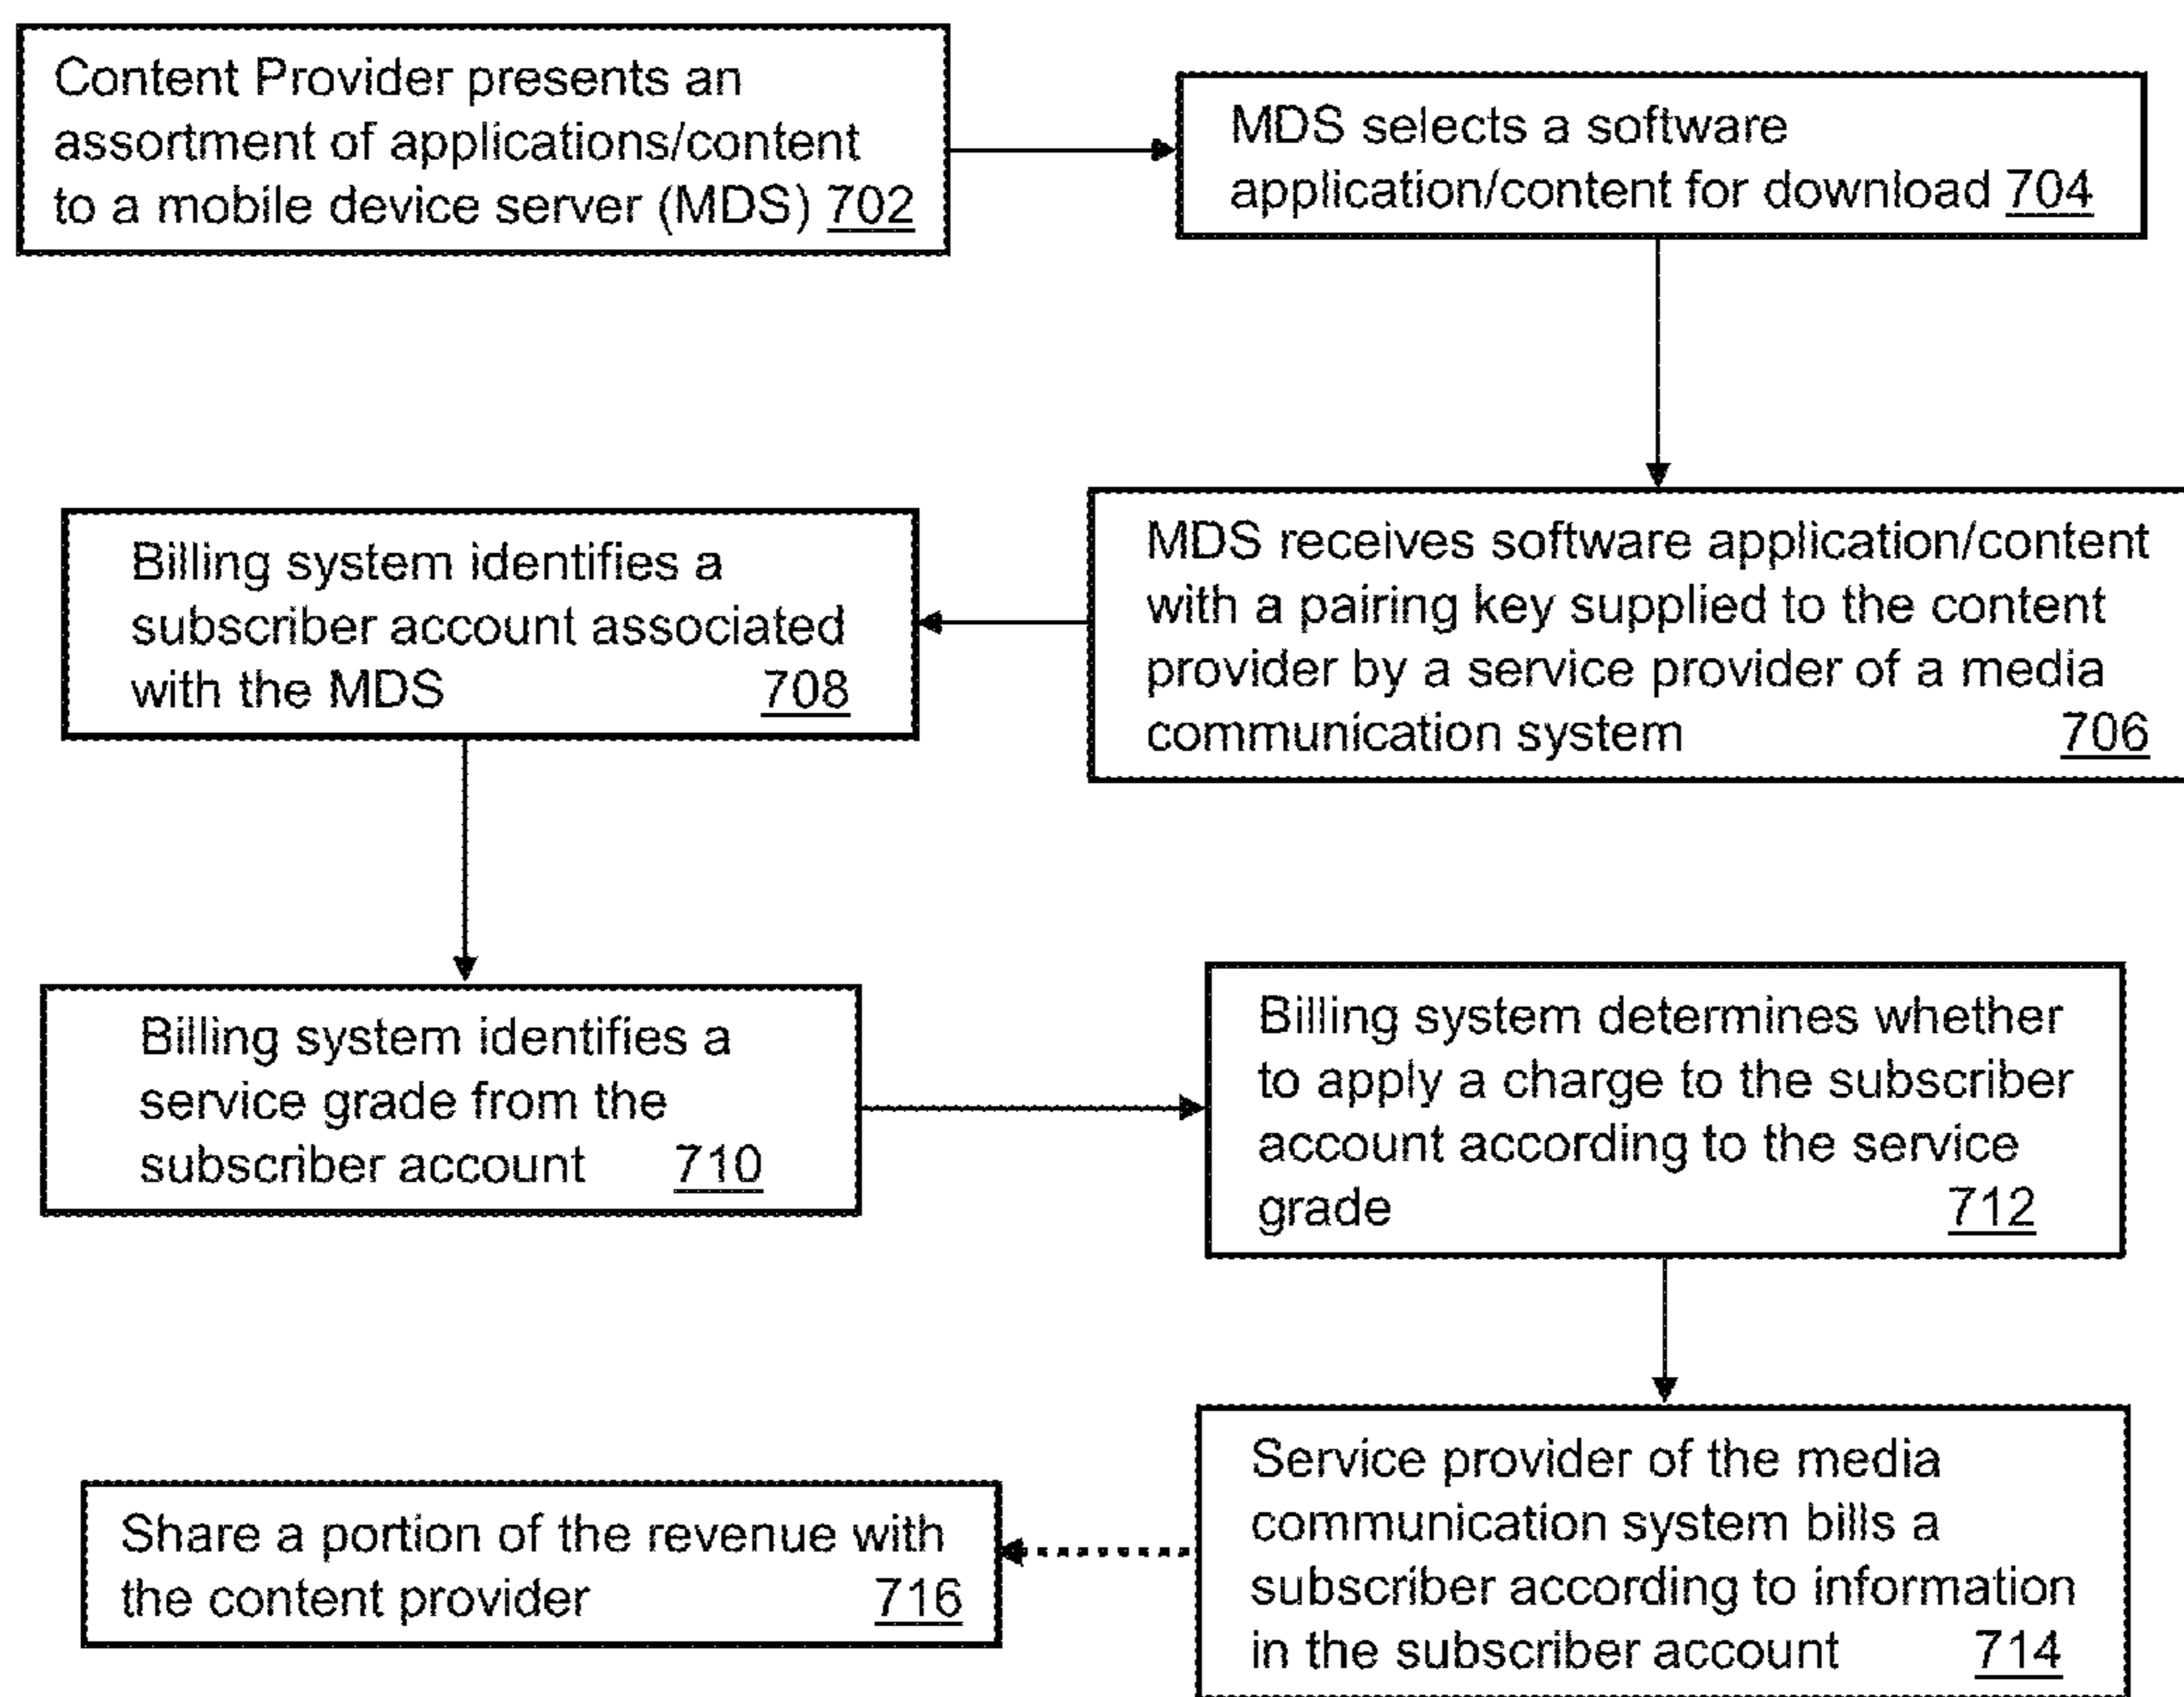 Content Provider presents an
assortment of applications/content
to a mobile device server (MDS) 702
MDS selects a software
application/content for download 704
MDS receives software application/content
with a pairing key supplied to the content
provider by a service provider of a media
communication system 706
Billing system identifies a
subscriber account associated
with the MDS 708
Billing system identifies a
service grade from the
subscriber account 710
Billing system determines whether
to apply a charge to the subscriber
account according to the service
grade 712
Service provider of the media
communication system bills a
subscriber according to information
in the subscriber account 714
Share a portion of the revenue with
the content provider 716